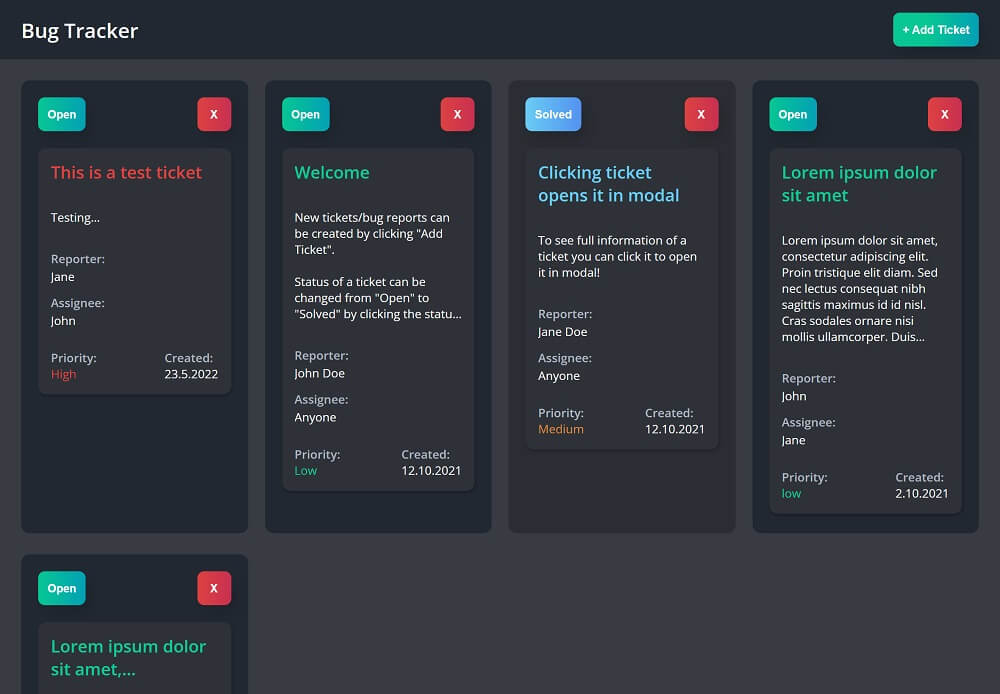 Bug Tracker
+ Add Ticket
Open
X
This is a test ticket
Testing...
Reporter:
Jane
Assignee:
John
Priority:
High
Created:
23.5.2022
Open
X
Welcome
New tickets/bug reports can
be created by clicking "Add
Ticket".
Status of a ticket can be
changed from "Open" to
"Solved" by clicking the statu...
Reporter:
John Doe
Assignee:
Anyone
Priority:
Low
Created:
12.10.2021
Solved
X
Clicking ticket
opens it in modal
To see full information of a
ticket you can click it to open
it in modal!
Reporter:
Jane Doe
Assignee:
Anyone
Priority:
Medium
Created:
12.10.2021
Open
X
Lorem ipsum dolor
sit amet
Lorem ipsum dolor sit amet,
consectetur adipiscing elit.
Proin tristique elit diam. Sed
nec lectus consequat nibh
sagittis maximus id id nisl.
Cras sodales ornare nisi
mollis ullamcorper. Duis...
Reporter:
John
Assignee:
Jane
Priority:
low
Created:
2.10.2021
Open
X
Lorem ipsum dolor
sit amet,...